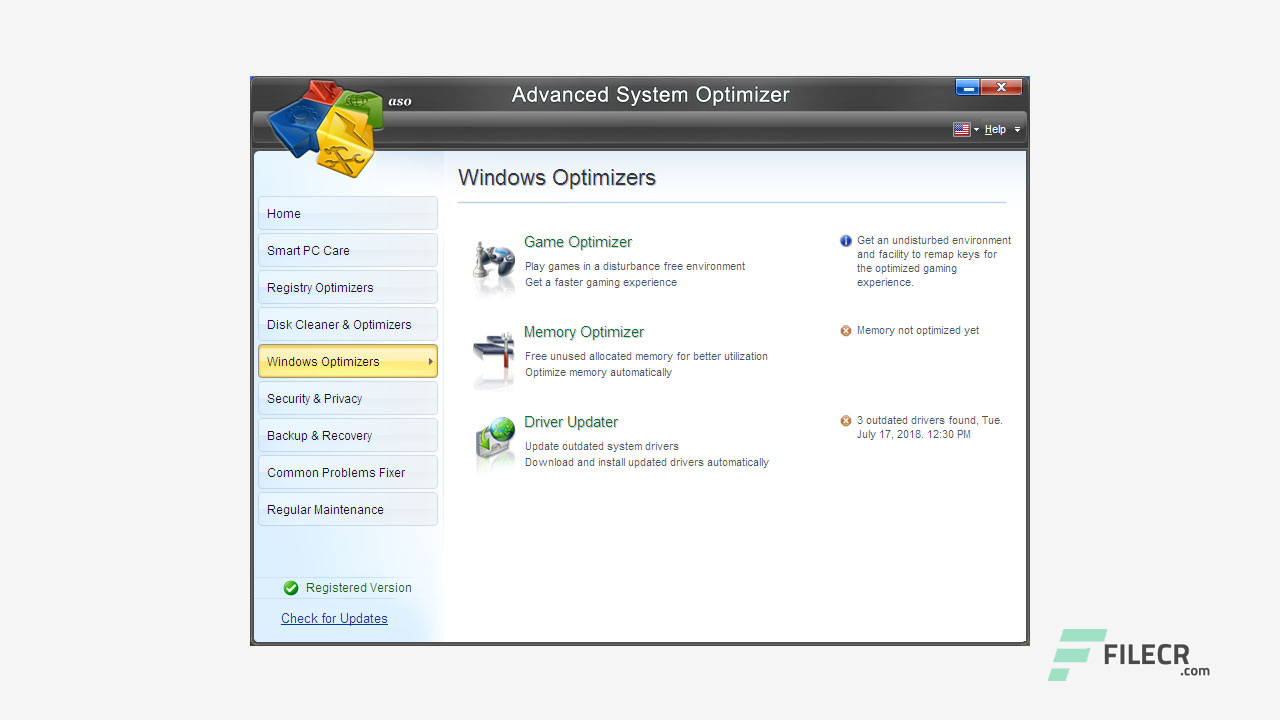 aso
Advanced System Optimizer
Help
Windows Optimizers
Home
Smart PC Care
Registry Optimizers
Disk Cleaner & Optimizers
Windows Optimizers
Security & Privacy
Backup & Recovery
Common Problems Fixer
Regular Maintenance
Registered Version
Check for Updates
Game Optimizer
Play games in a disturbance free environment
Get a faster gaming experience
Get an undisturbed environment
and facility to remap keys for
the optimized gaming
experience.
Memory Optimizer
Free unused allocated memory for better utilization
Optimize memory automatically
Memory not optimized yet
Driver Updater
Update outdated system drivers
Download and install updated drivers automatically
3 outdated drivers found, Tue.
July 17, 2018. 12:30 PM
FILECR
.com